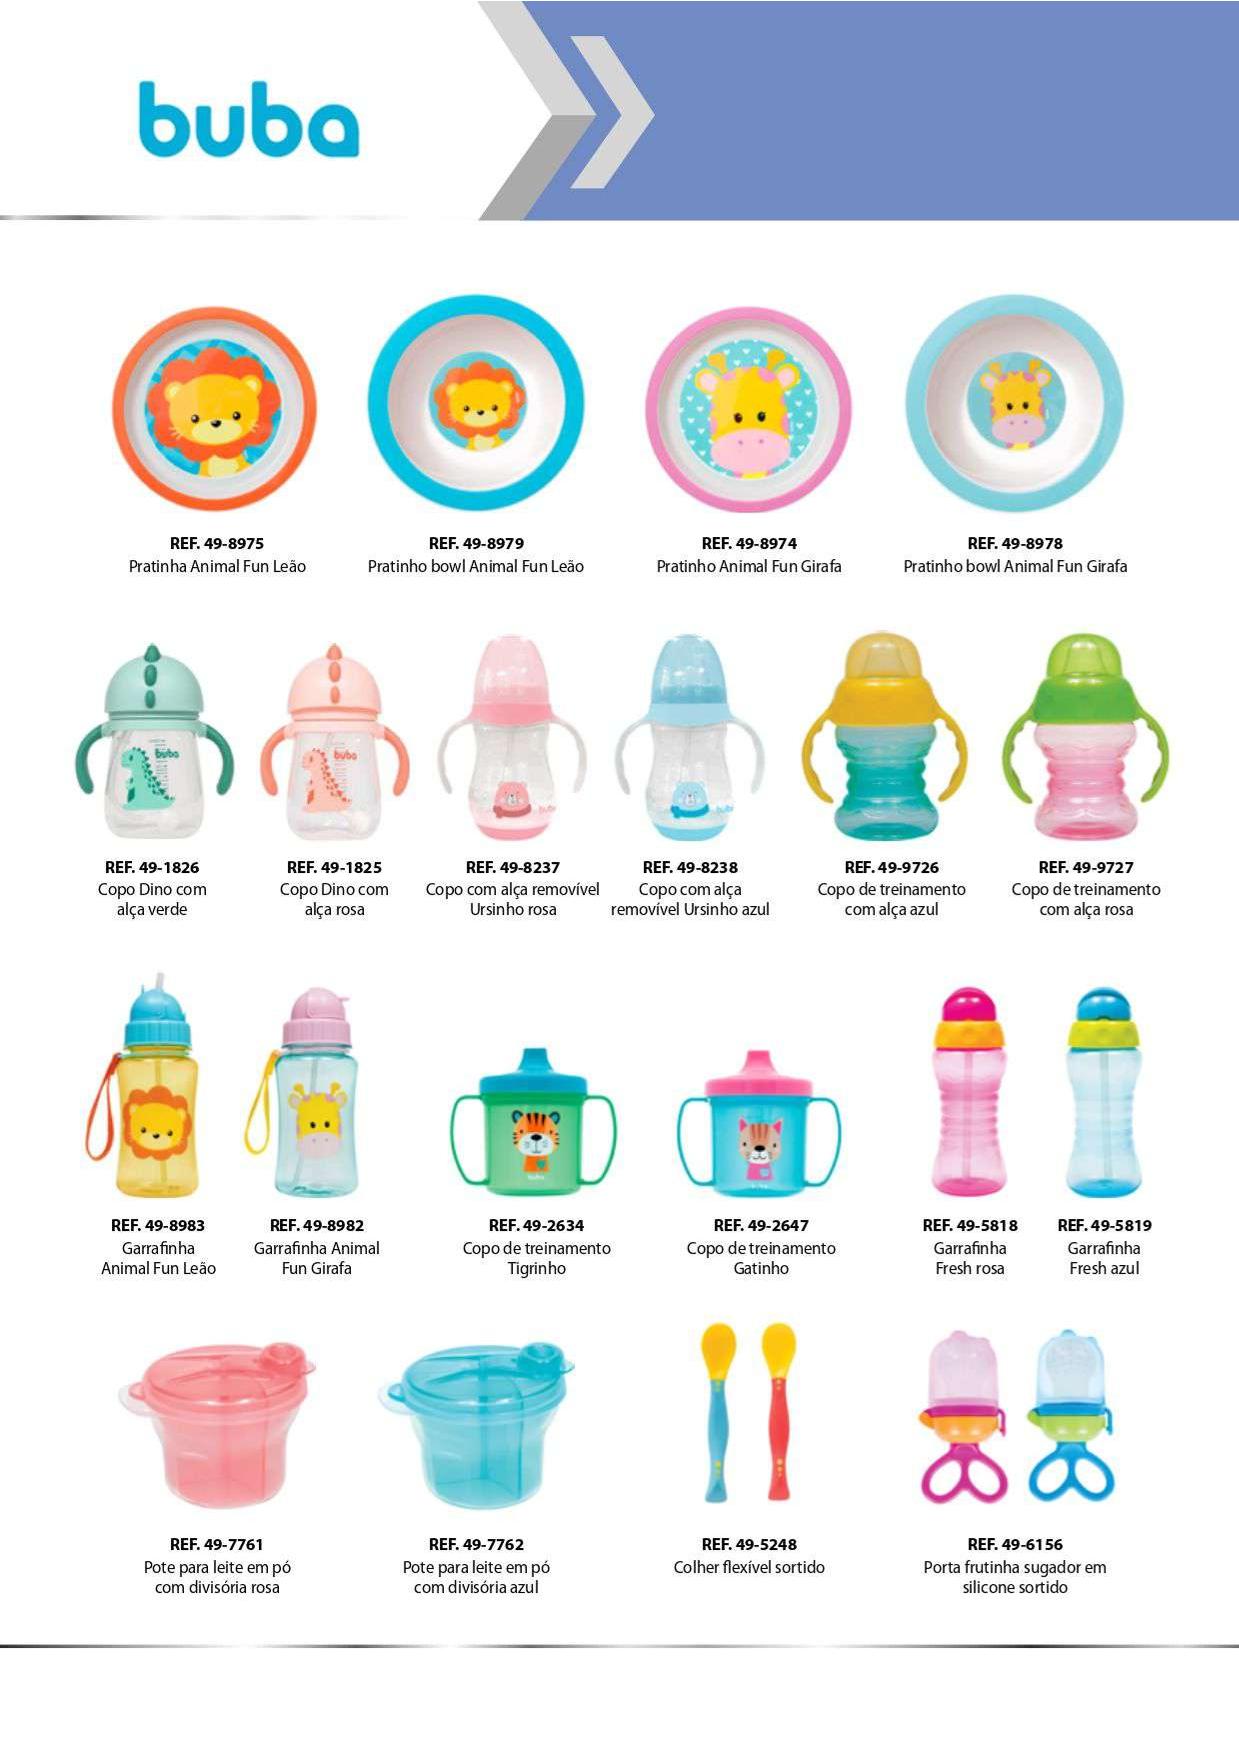 buba
REF. 49-8975
Pratinha Animal Fun Leão
REF. 49-8979
Pratinho bowl Animal Fun Leão
REF. 49-8974
Pratinho Animal Fun Girafa
REF. 49-8978
Pratinho bowl Animal Fun Girafa
buba
buba
REF. 49-1826
Copo Dino com
alça verde
REF. 49-1825
Copo Dino com
alça rosa
REF. 49-8237
Copo com alça removível
Ursinho rosa
REF. 49-8238
Copo com alça
removível Ursinho azul
REF. 49-9726
Copo de treinamento
com alça azul
REF. 49-9727
Copo de treinamento
com alça rosa
buba
REF. 49-8983
Garrafinha
Animal Fun Leão
REF. 49-8982
Garrafinha Animal
Fun Girafa
REF. 49-2634
Copo de treinamento
Tigrinho
REF. 49-2647
Copo de treinamento
Gatinho
REF. 49-5818
Garrafinha
Fresh rosa
REF. 49-5819
Garrafinha
Fresh azul
REF. 49-7761
Pote para leite em pó
com divisória rosa
REF. 49-7762
Pote para leite em pó
com divisória azul
REF. 49-5248
Colher flexível sortido
REF. 49-6156
Porta frutinha sugador em
silicone sortido